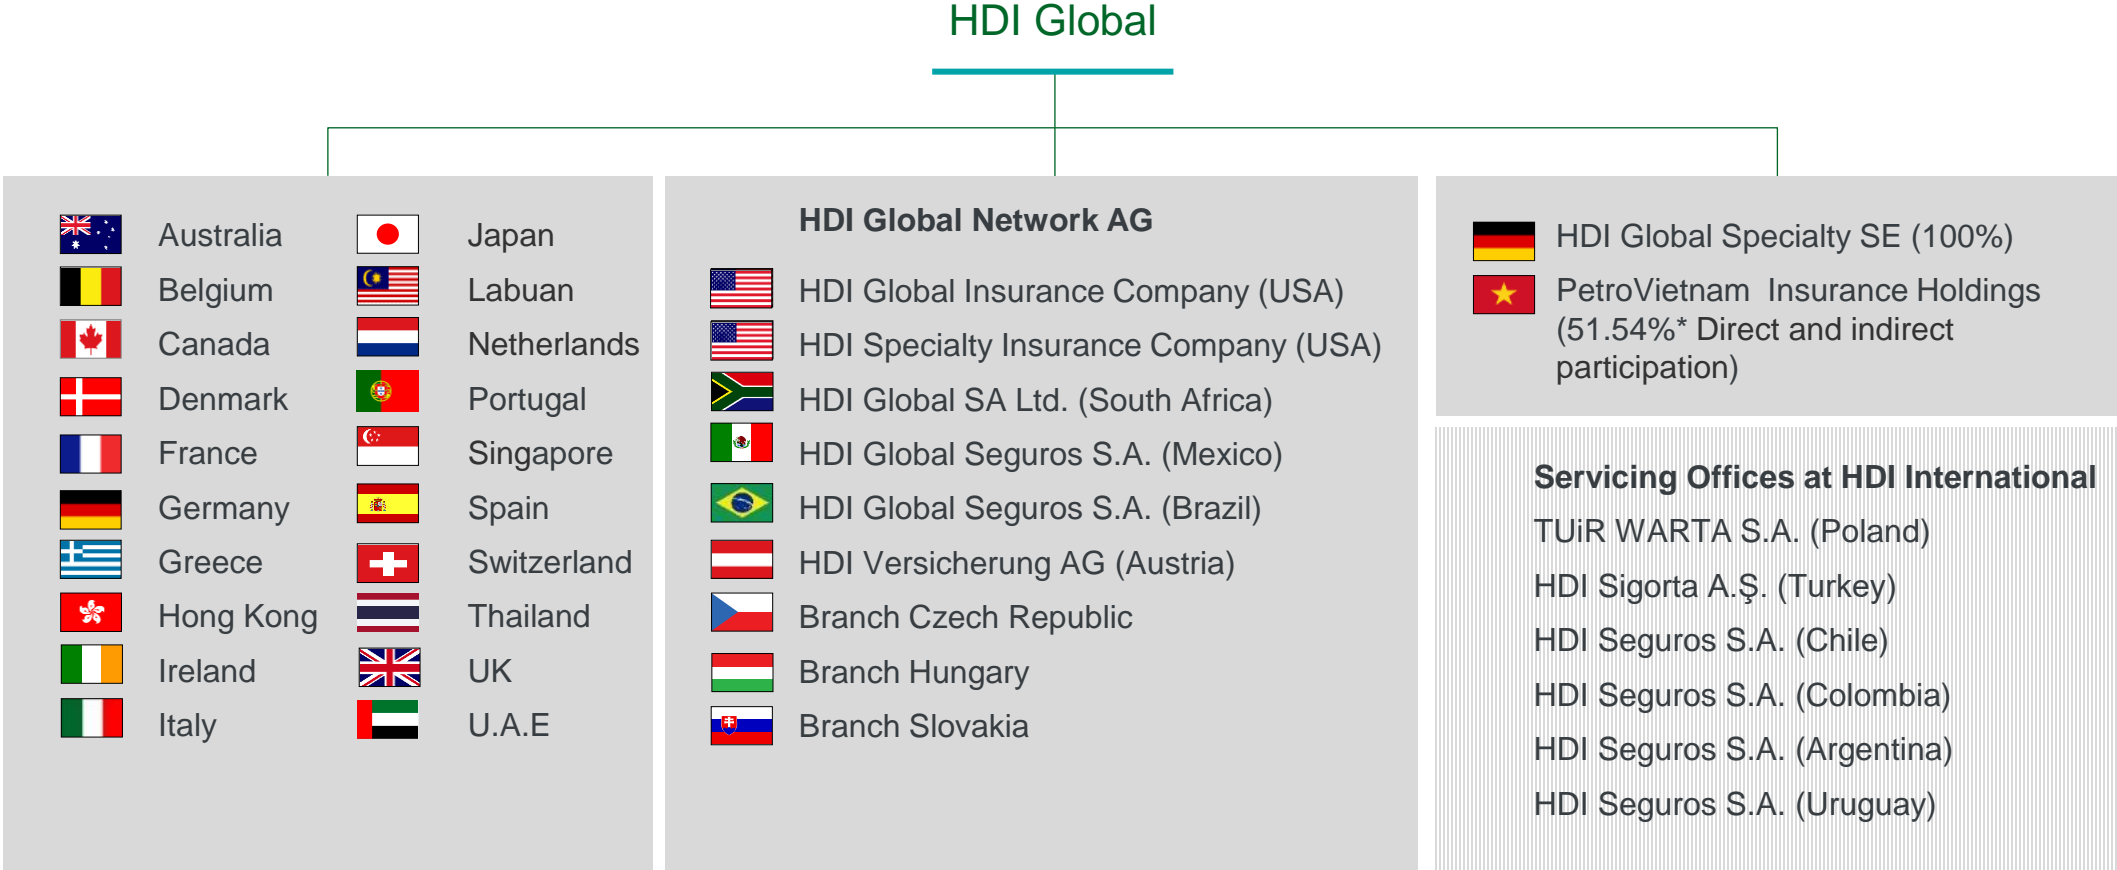 HDI Global
Australia
Belgium
Canada
Denmark
France
Germany
Greece
Hong Kong
Ireland
Italy
Japan
Labuan
Netherlands
Portugal
Singapore
Spain
Switzerland
Thailand
UK
U.A.E
HDI Global Network AG
HDI Global Insurance Company (USA)
HDI Specialty Insurance Company (USA)
HDI Global SA Ltd. (South Africa)
HDI Global Seguros S.A. (Mexico)
HDI Global Seguros S.A. (Brazil)
HDI Versicherung AG (Austria)
Branch Czech Republic
Branch Hungary
Branch Slovakia
HDI Global Specialty SE (100%)
PetroVietnam Insurance Holdings
(51.54%* Direct and indirect
participation)
Servicing Offices at HDI International
TUiR WARTA S.A. (Poland)
HDI Sigorta A.Ş. (Turkey)
HDI Seguros S.A. (Chile)
HDI Seguros S.A. (Colombia)
HDI Seguros S.A. (Argentina)
HDI Seguros S.A. (Uruguay)